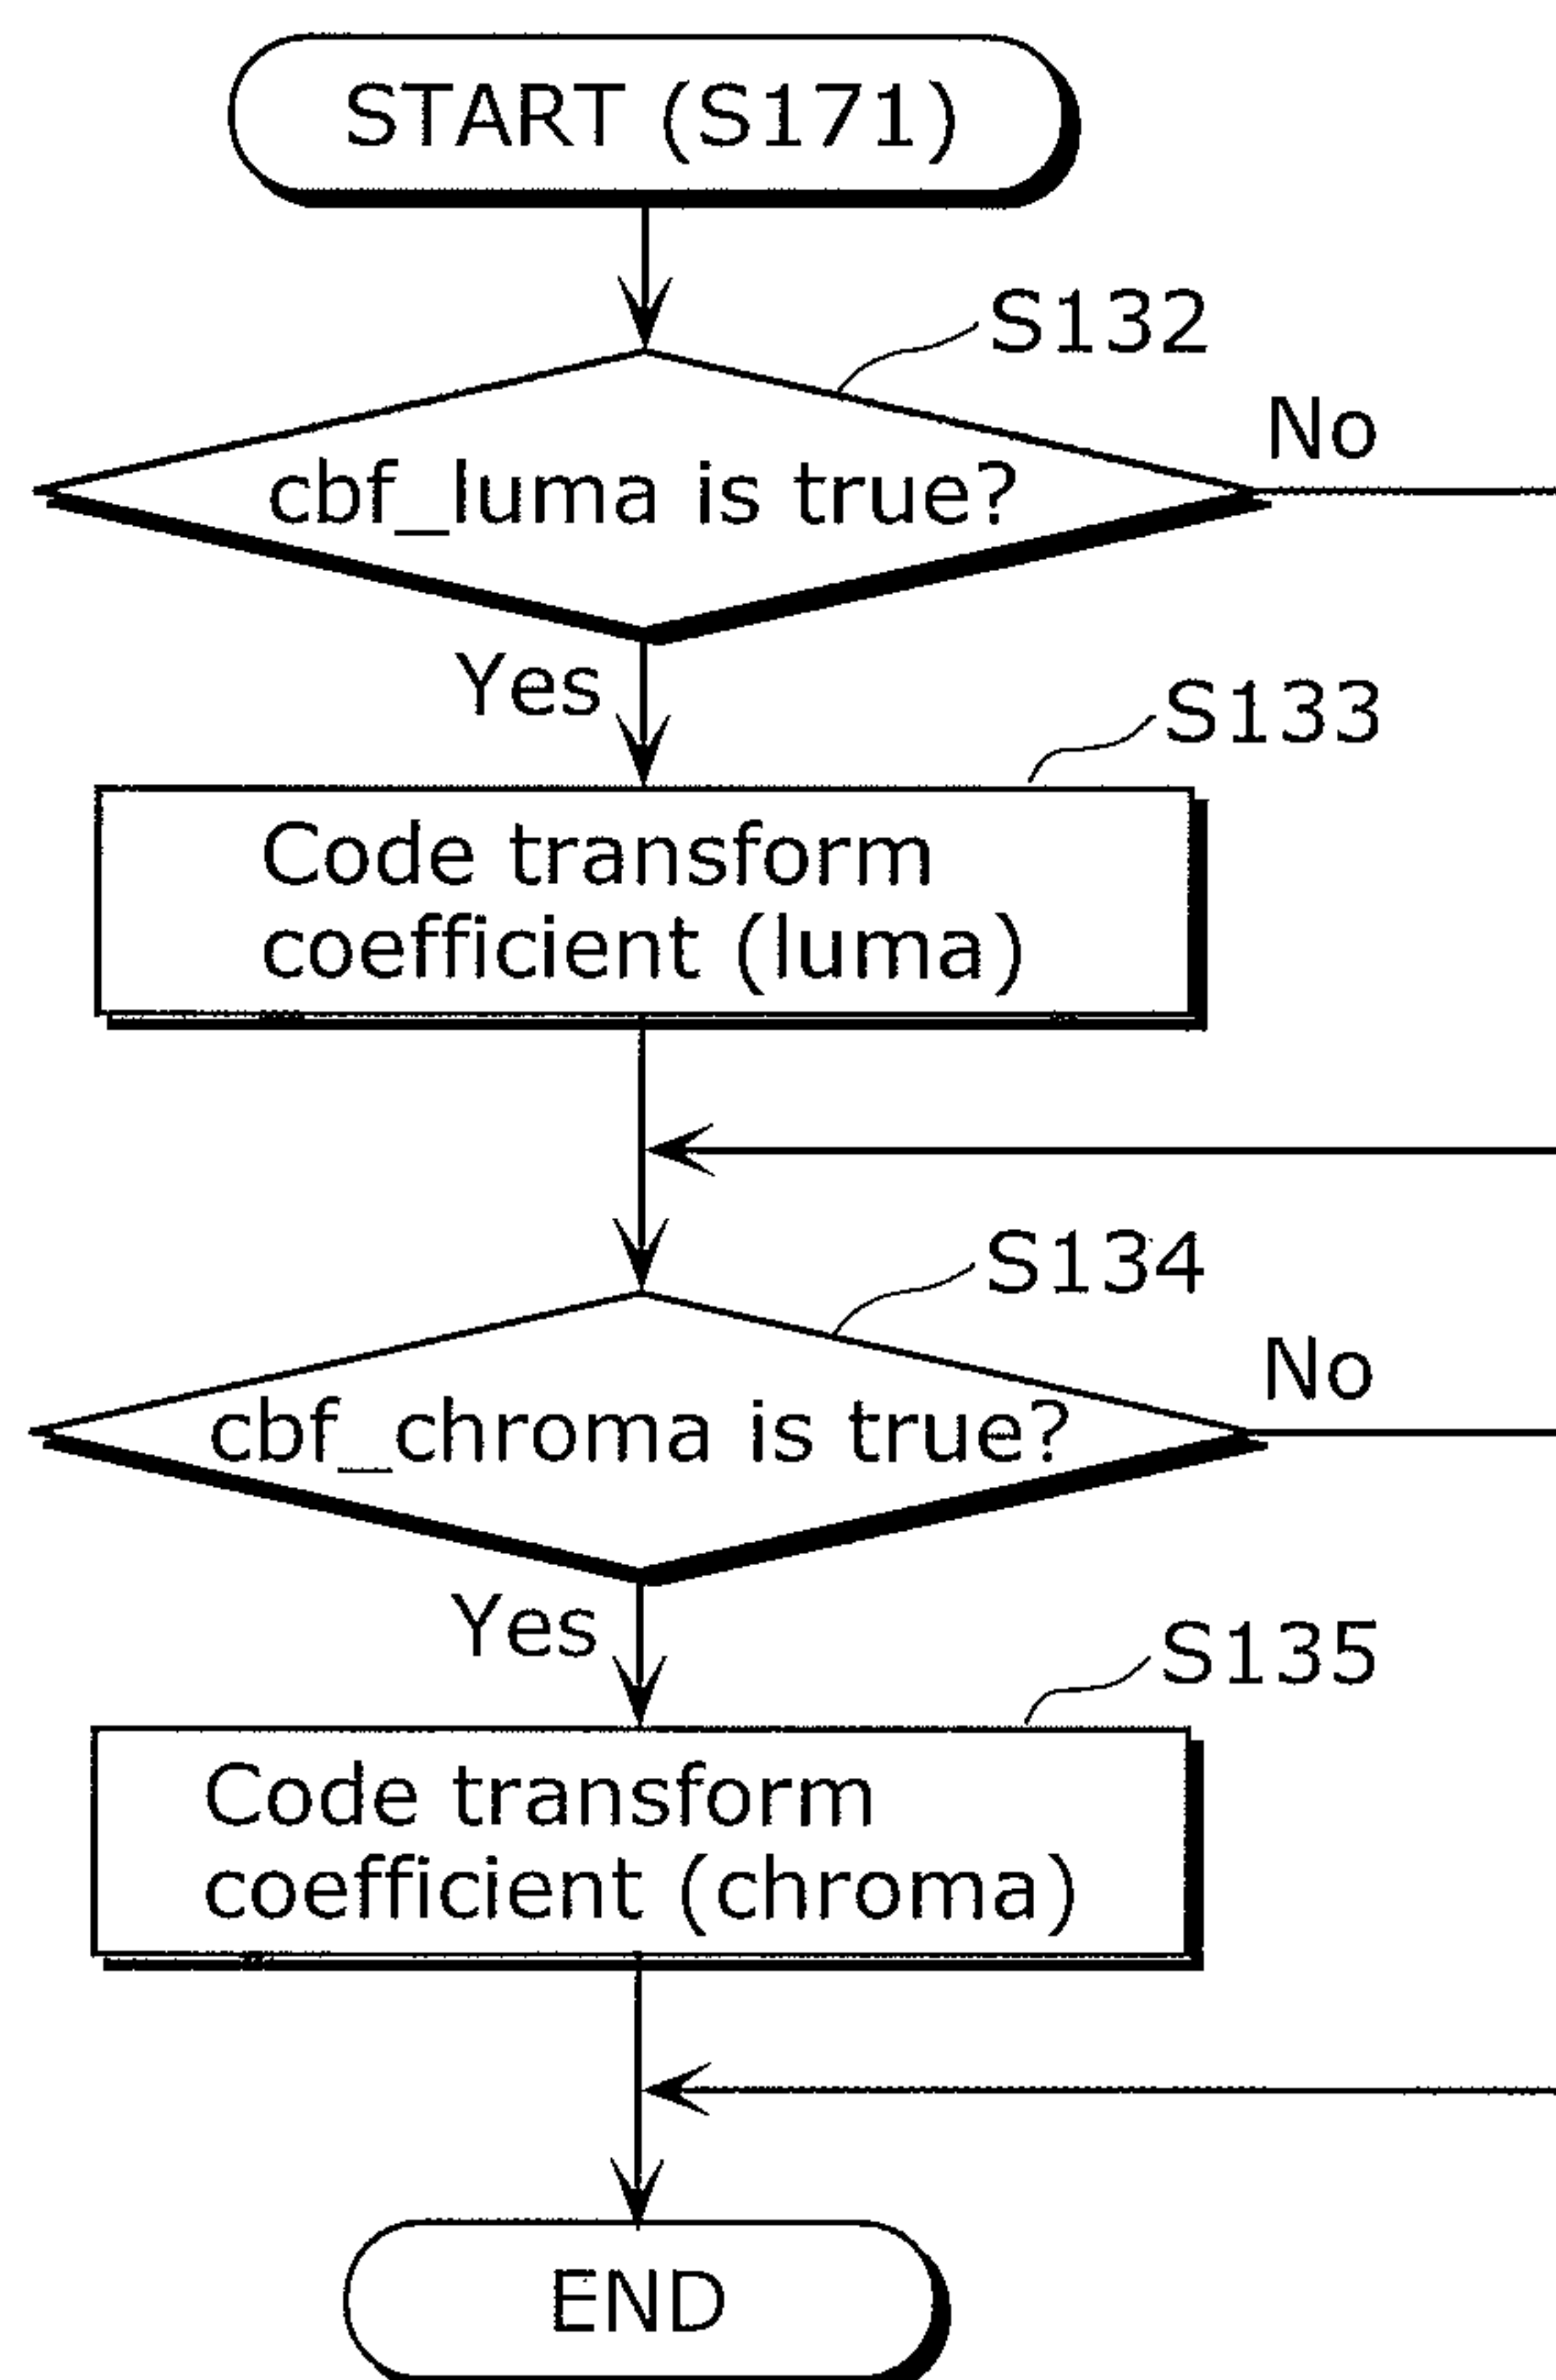 START (S171)
S132
No
cbf_luma is true?
Yes
S133
Code transform
coefficient (luma)
S134
No
cbf_chroma is true?
Yes
S135
Code transform
coefficient (chroma)
END